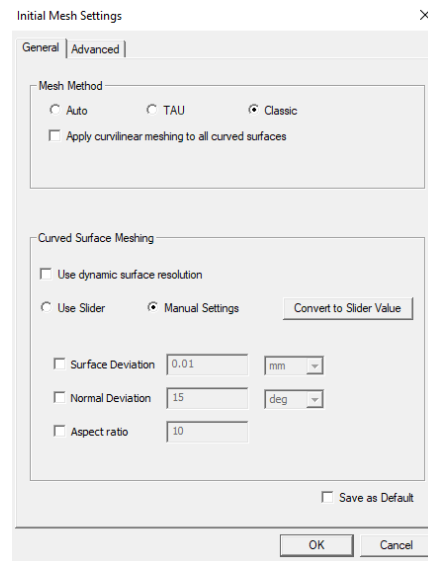 Initial Mesh Settings
General Advanced
Mesh Method
Auto TAU Classic
Apply curvilinear meshing to all curved surfaces
Curved Surface Meshing
Use dynamic surface resolution
Use Slider Manual Settings Convert to Slider Value
Surface Deviation 0.01 mm
Normal Deviation 15 deg
Aspect ratio 10
Save as Default
OK Cancel